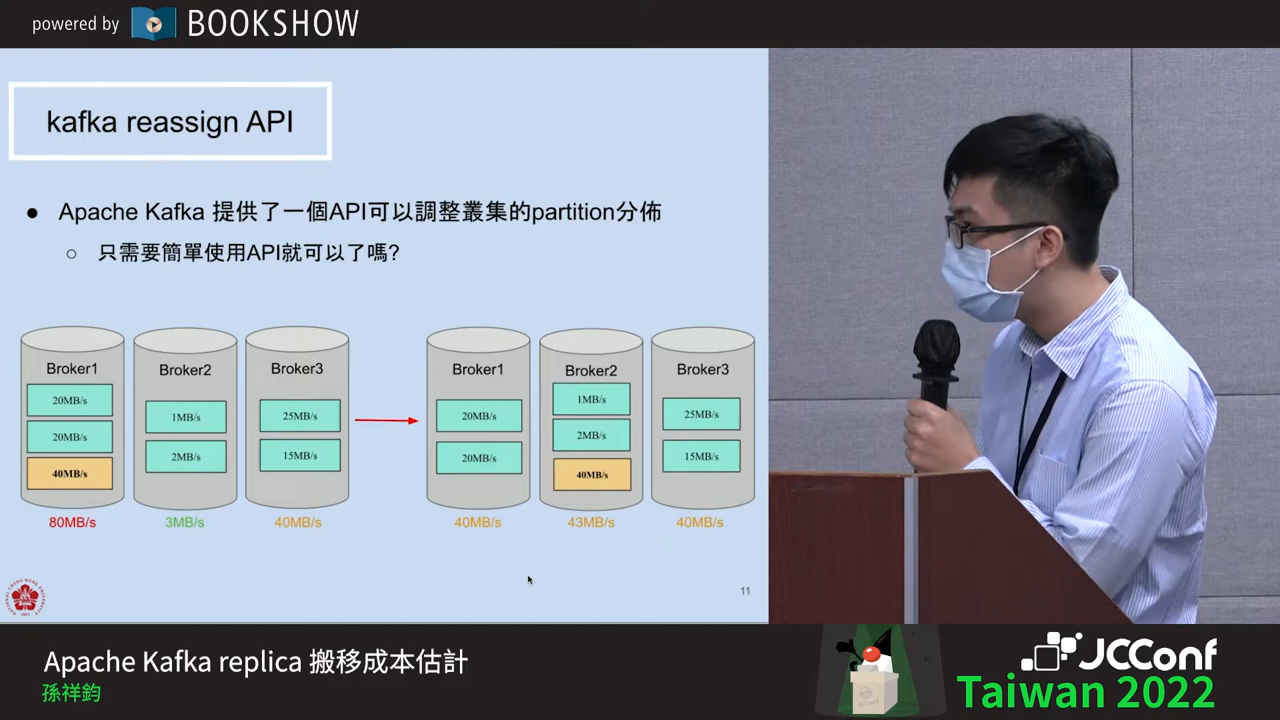 powered by BOOKSHOW
kafka reassign API
● Apache Kafka 提供了一個API可以調整叢集的partition分佈
○ 只需要簡單使用API就可以了嗎?
Broker1
20MB/s
20MB/s
40MB/s
80MB/s
Broker2
1MB/s
2MB/s
3MB/s
Broker3
25MB/s
15MB/s
40MB/s
Broker1
20MB/s
20MB/s
40MB/s
Broker2
1MB/s
2MB/s
40MB/s
43MB/s
Broker3
25MB/s
15MB/s
40MB/s
11
Apache Kafka replica 搬移成本估計
孫祥鈞
JCConf
Taiwan 2022